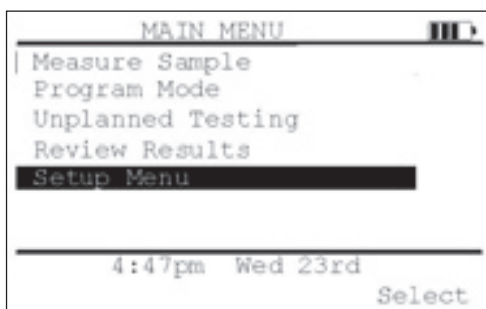 MAIN MENU
Measure Sample
Program Mode
Unplanned Testing
Review Results
Setup Menu
4:47pm Wed 23rd
Select